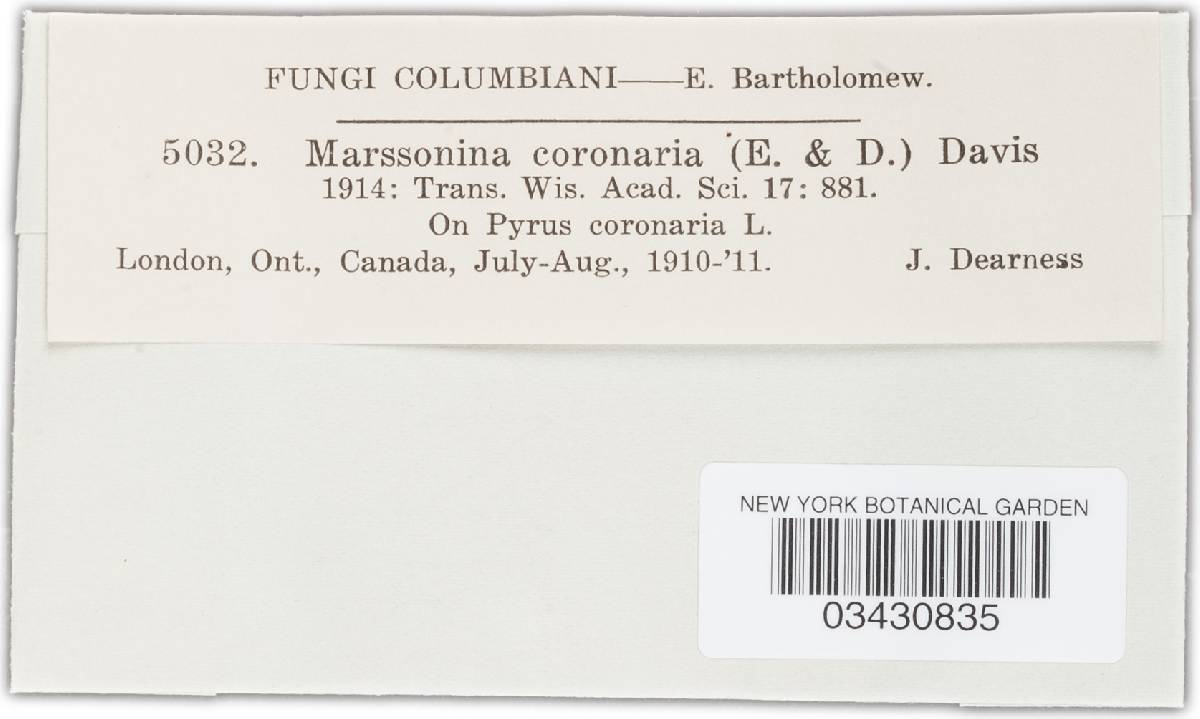 FUNGI COLUMBIANI——E. Bartholomew.
5032. Marssonina coronaria (E. & D.) Davis
1914: Trans. Wis. Acad. Sci. 17: 881.
On Pyrus coronaria L.
London, Ont., Canada, July-Aug., 1910-'11. J. Dearness
NEW YORK BOTANICAL GARDEN
03430835